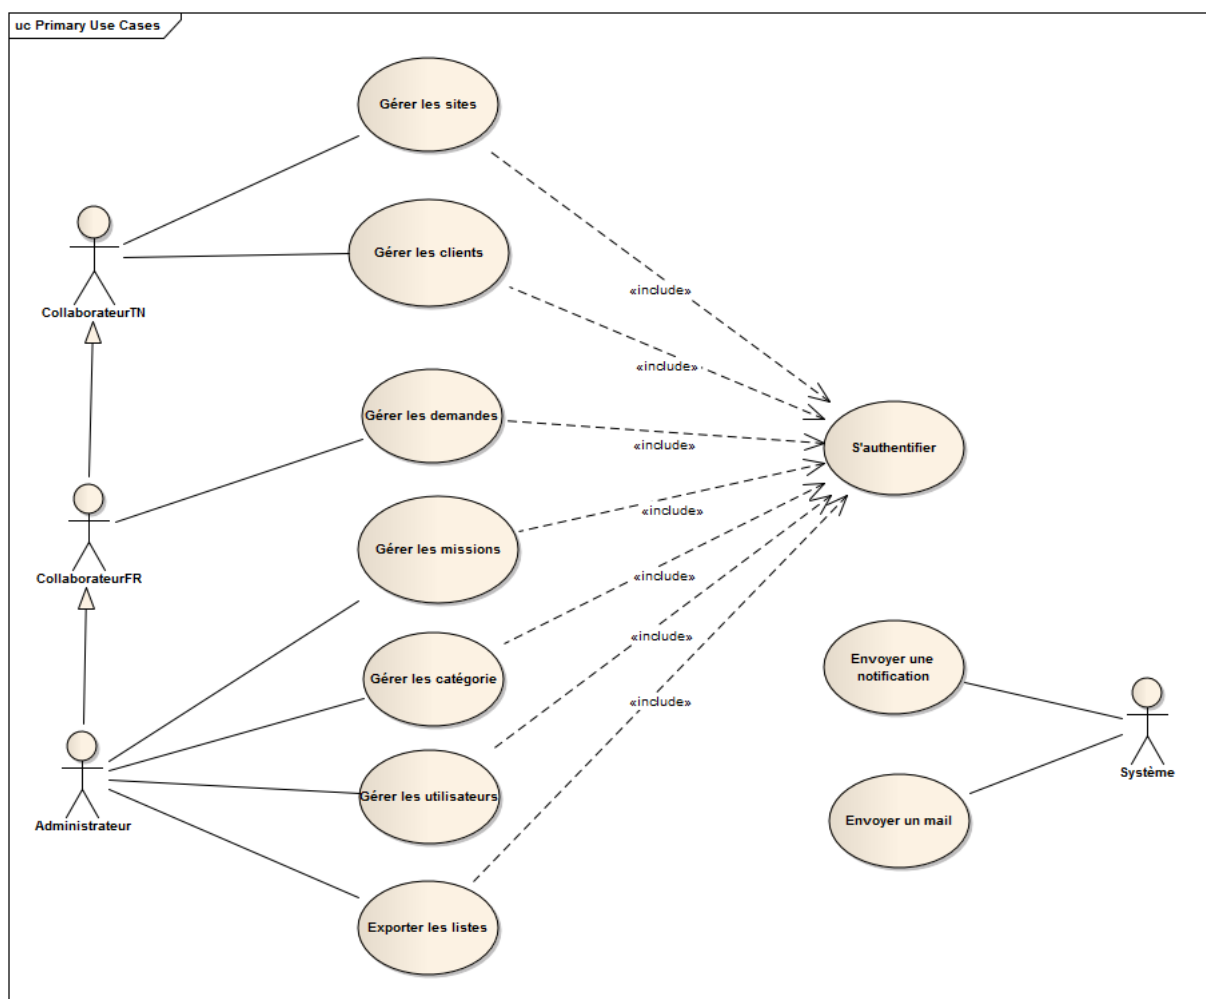 uc Primary Use Cases
Gérer les sites
Gérer les clients
CollaborateurTN
«include»
«include»
Gérer les demandes
«include»
S'authentifier
CollaborateurFR
Gérer les missions
«include»
«include»
Gérer les catégorie
«include»
«include»
Envoyer une
notification
Système
Administrateur
Gérer les utilisateurs
Envoyer un mail
Exporter les listes